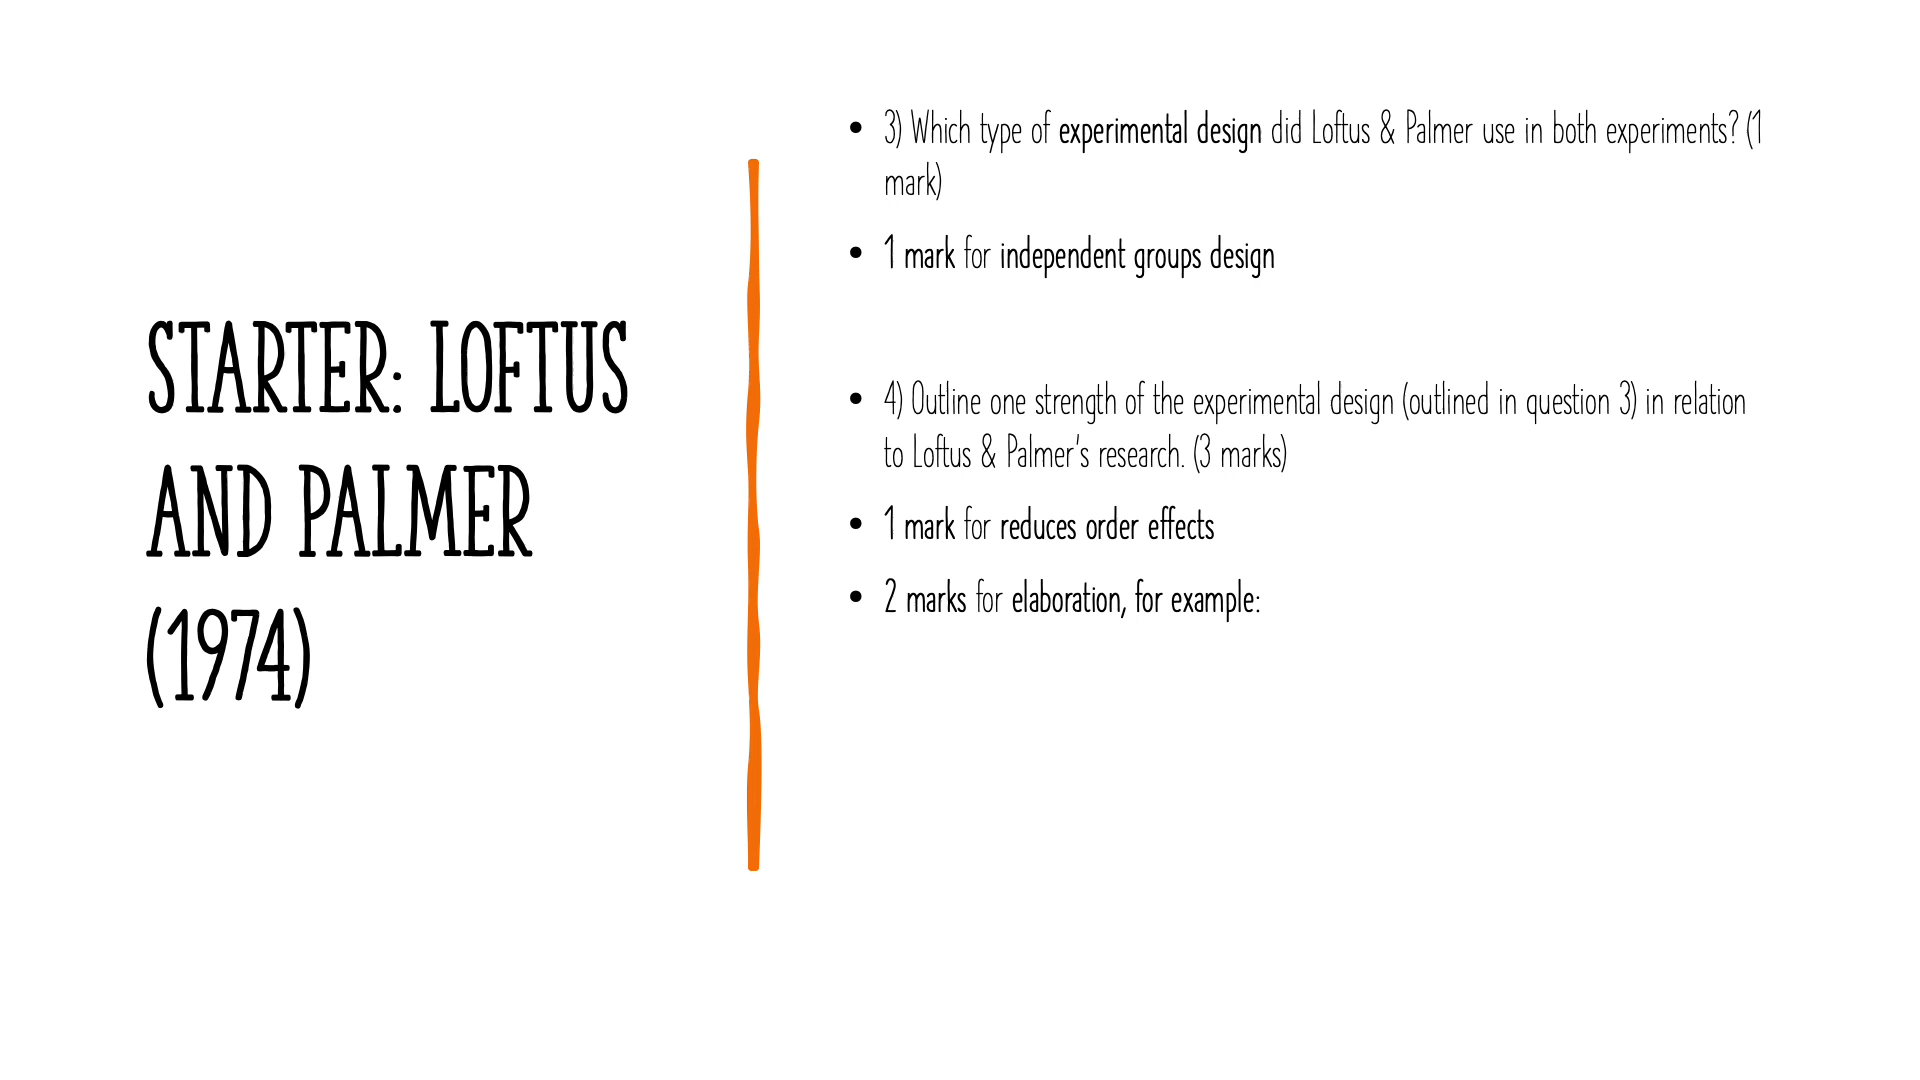 STARTER: LOFTUS
AND PALMER
(1974)
• 3) Which type of experimental design did Loftus & Palmer use in both experiments? (1
mark)
• 1 mark for independent groups design
• 4) Outline one strength of the experimental design (outlined in question 3) in relation
to Loftus & Palmer's research. (3 marks)
• 1 mark for reduces order effects
• 2 marks for elaboration, for example: